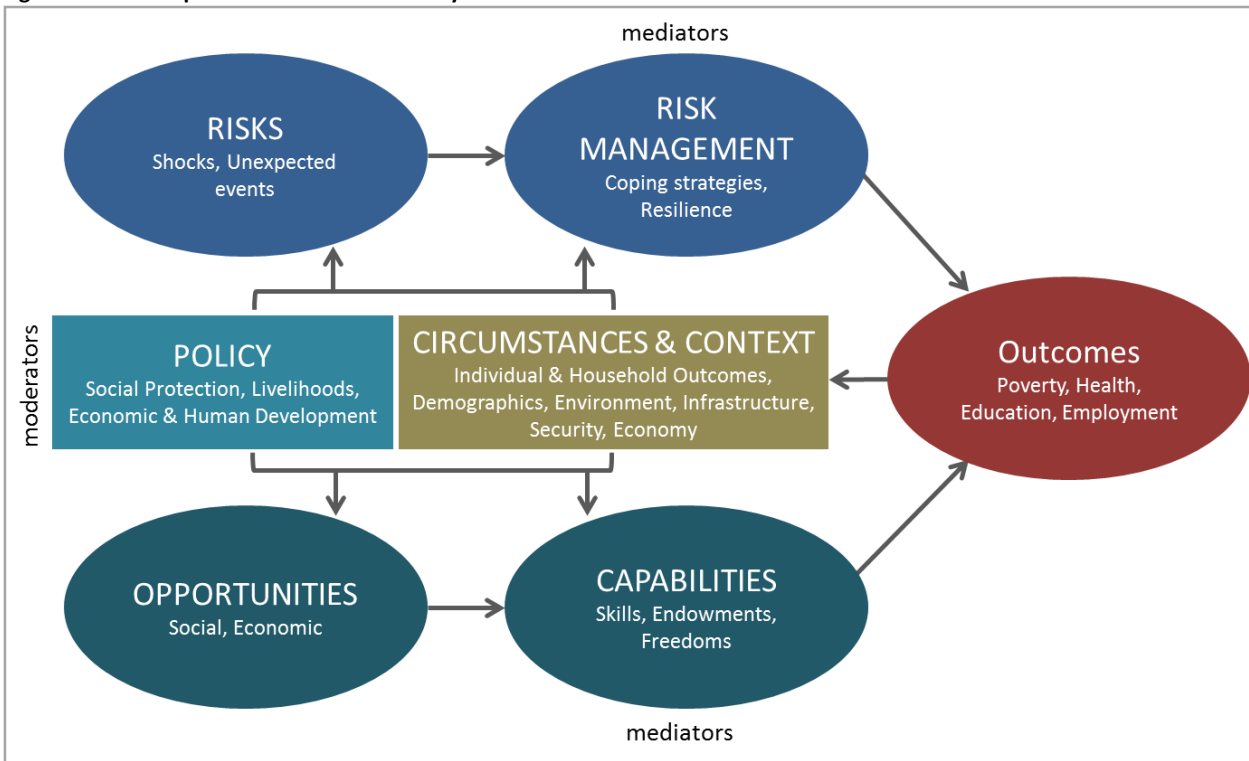 mediators
RISKS
Shocks, Unexpected
events
RISK
MANAGEMENT
Coping strategies,
Resilience
moderators
POLICY
Social Protection, Livelihoods,
Economic & Human Development
CIRCUMSTANCES & CONTEXT
Individual & Household Outcomes,
Demographics, Environment, Infrastructure,
Security, Economy
Outcomes
Poverty, Health,
Education, Employment
OPPORTUNITIES
Social, Economic
CAPABILITIES
Skills, Endowments,
Freedoms
mediators